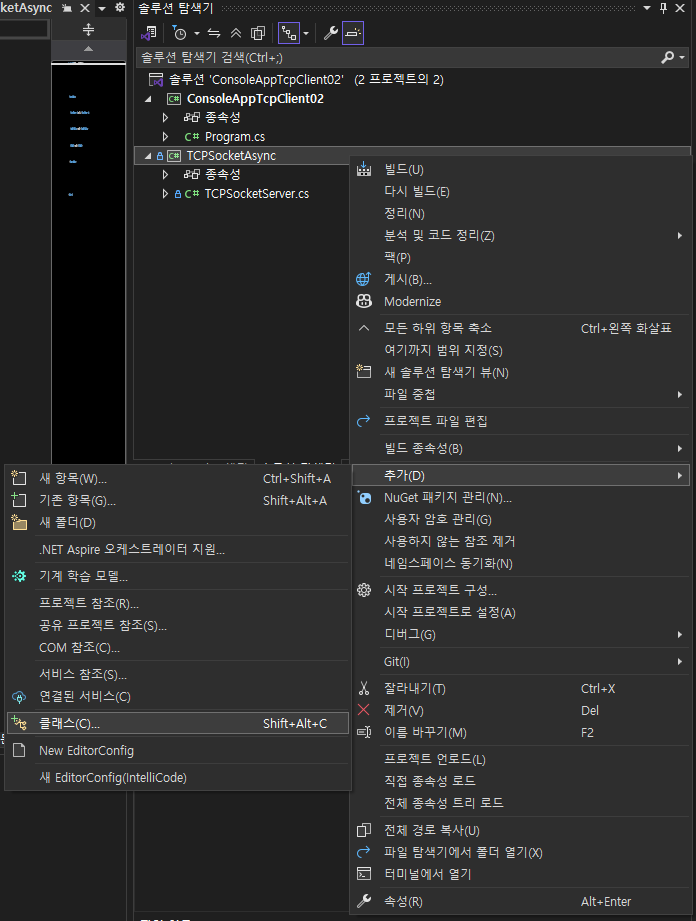 ketAsync
솔루션 탐색기
솔루션 탐색기 검색(Ctrl+;)
솔루션 'ConsoleAppTcpClient02' (2 프로젝트의 2)
C# ConsoleAppTcpClient02
종속성
C# Program.cs
C# TCPSocketAsync
종속성
C# TCPSocketServer.cs
빌드(U)
다시 빌드(E)
정리(N)
분석 및 코드 정리(Z)
팩(P)
게시(B)...
Modernize
모든 하위 항목 축소 Ctrl+왼쪽 화살표
여기까지 범위 지정(S)
새 솔루션 탐색기 뷰(N)
파일 중첩
프로젝트 파일 편집
빌드 종속성(B)
추가(D)
NuGet 패키지 관리(N)...
사용자 암호 관리(G)
사용하지 않는 참조 제거
네임스페이스 동기화(N)
시작 프로젝트 구성...
시작 프로젝트로 설정(A)
디버그(G)
Git(I)
잘라내기(T) Ctrl+X
제거(V) Del
이름 바꾸기(M) F2
프로젝트 언로드(L)
직접 종속성 로드
전체 종속성 트리 로드
전체 경로 복사(U)
파일 탐색기에서 폴더 열기(X)
터미널에서 열기
속성(R) Alt+Enter
새 항목(W)... Ctrl+Shift+A
기존 항목(G)... Shift+Alt+A
새 폴더(D)
.NET Aspire 오케스트레이터 지원...
기계 학습 모델...
프로젝트 참조(R)...
공유 프로젝트 참조(S)...
COM 참조(C)...
서비스 참조(S)...
연결된 서비스(C)
클래스(C)... Shift+Alt+C
New EditorConfig
새 EditorConfig(IntelliCode)